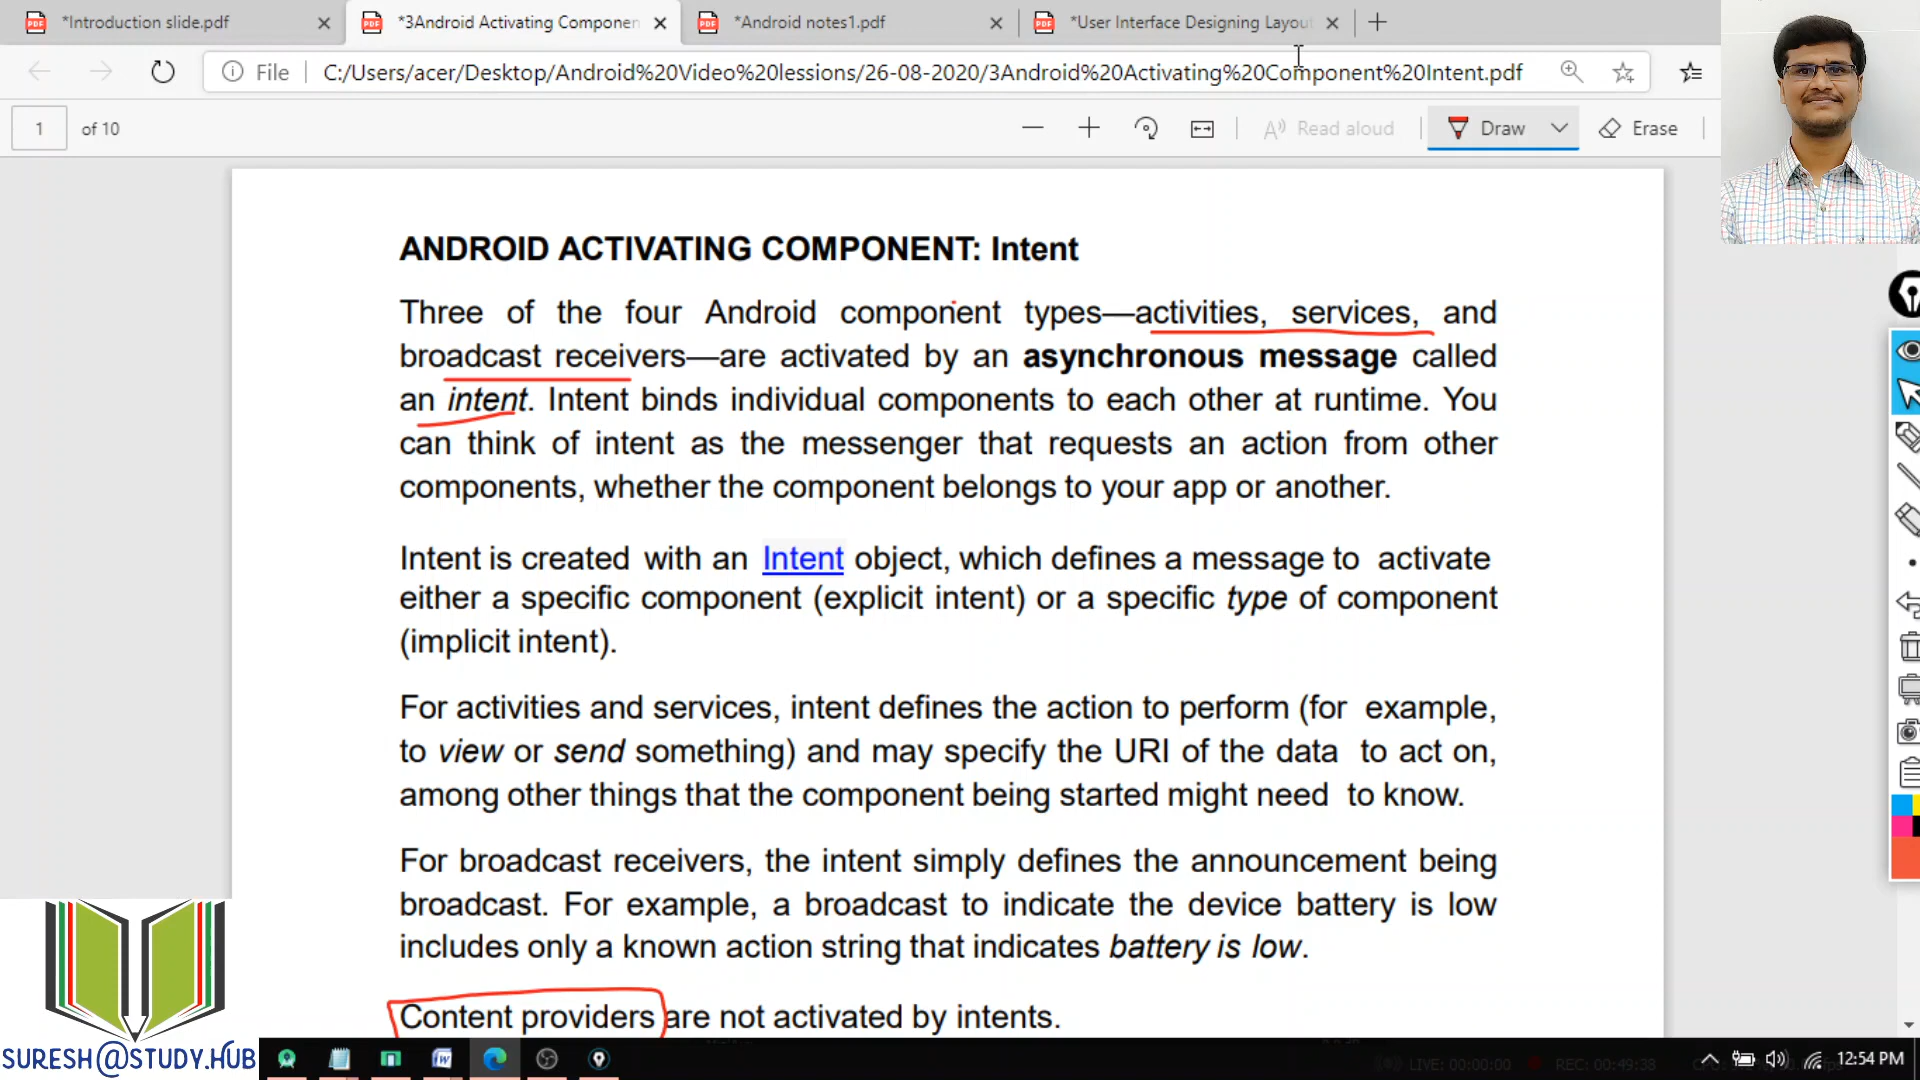 *Introduction slide.pdf
*3Android Activating Componen
*Android notes1.pdf
*User Interface Designing Layou
File
C:/Users/acer/Desktop/Android%20Video%20lessions/26-08-2020/3Android%20Activating%20Component%20Intent.pdf
1 of 10
Read aloud
Draw
Erase
ANDROID ACTIVATING COMPONENT: Intent
Three of the four Android component types—activities, services, and
broadcast receivers—are activated by an asynchronous message called
an intent. Intent binds individual components to each other at runtime. You
can think of intent as the messenger that requests an action from other
components, whether the component belongs to your app or another.
Intent is created with an Intent object, which defines a message to activate
either a specific component (explicit intent) or a specific type of component
(implicit intent).
For activities and services, intent defines the action to perform (for example,
to view or send something) and may specify the URI of the data to act on,
among other things that the component being started might need to know.
For broadcast receivers, the intent simply defines the announcement being
broadcast. For example, a broadcast to indicate the device battery is low
includes only a known action string that indicates battery is low.
Content providers are not activated by intents.
SURESH@STUDY.HUB
LIVE: 00:00:00
REC: 00:49:38
12:54 PM